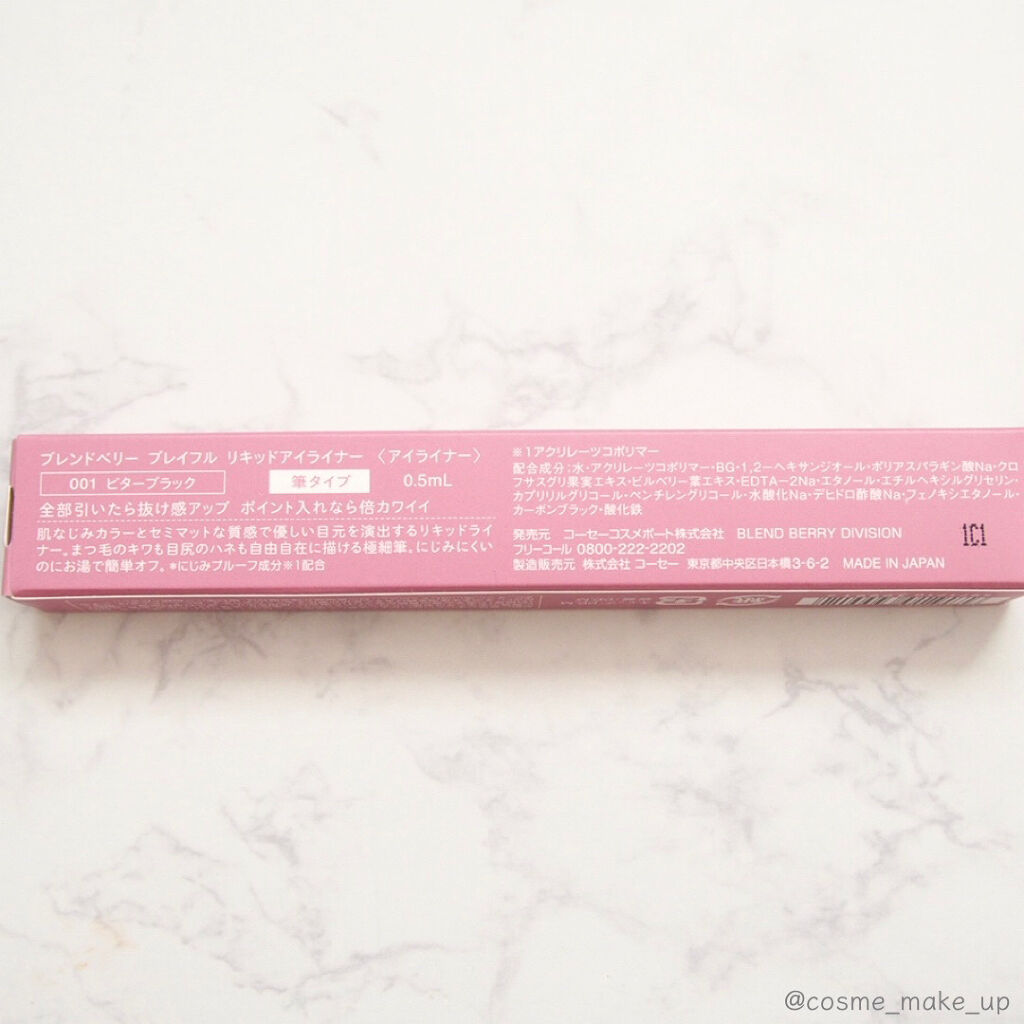 ブレンドベリー プレイフル リキッドアイライナー 〈アイライナー〉
001 ビターブラック
筆タイプ
0.5mL
全部引いたら抜け感アップ ポイント入れなら倍カワイイ
肌なじみカラーとセミマットな質感で優しい目元を演出するリキッドライ
ナー。まつ毛のキワも目尻のハネも自由自在に描ける極細筆。にじみにくい
のにお湯で簡単オフ。*にじみプルーフ成分※1配合
※1アクリレーツコポリマー
配合成分:水・アクリレーツコポリマー・BG・1,2-ヘキサンジオール・ポリアスパラギン酸Na・クロ
フサスグリ果実エキス・ビルベリー葉エキス・EDTA-2Na・エタノール・エチルヘキシルグリセリン・
カプリリルグリコール・ペンチレングリコール・水酸化Na・デヒドロ酢酸Na・フェノキシエタノール・
カーボンブラック・酸化鉄
発売元 コーセーコスメポート株式会社 BLEND BERRY DIVISION
フリーコール 0800-222-2202
製造販売元 株式会社 コーセー 東京都中央区日本橋3-6-2 MADE IN JAPAN
1C1
@cosme_make_up